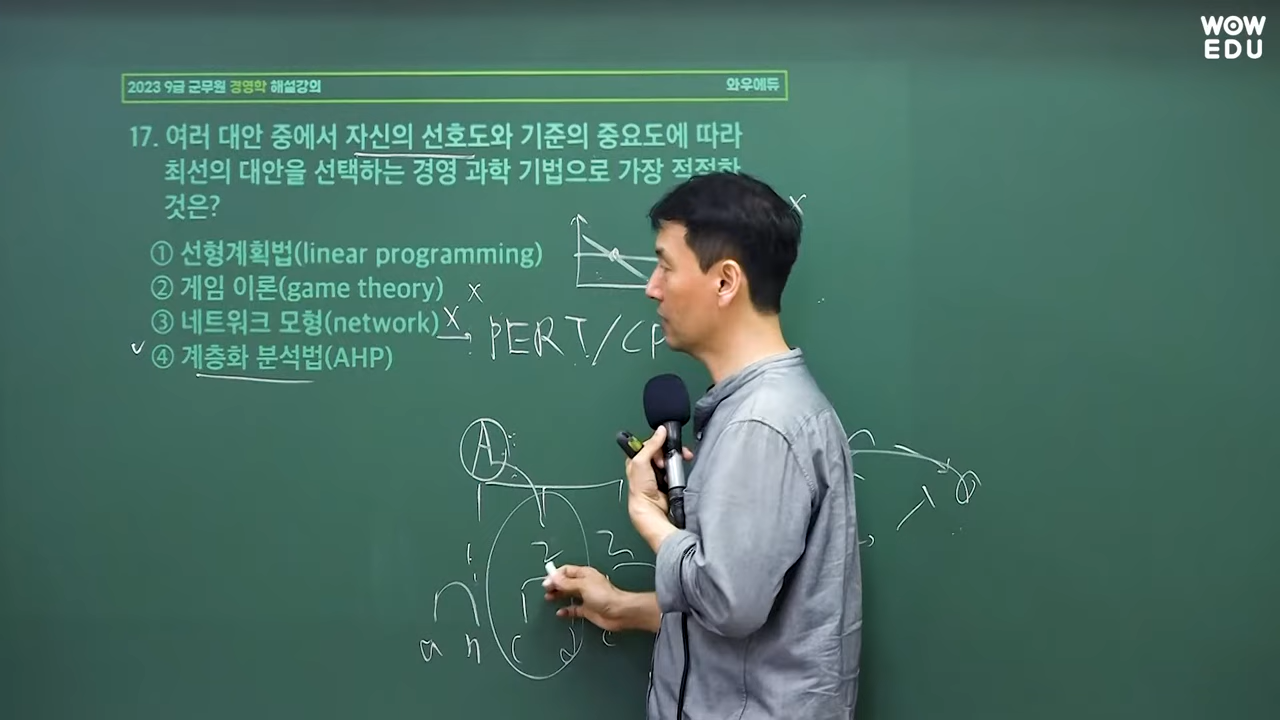 WOW
EDU
2023 9급 군무원 경영학 해설강의 와우에듀
17. 여러 대안 중에서 자신의 선호도와 기준의 중요도에 따라
최선의 대안을 선택하는 경영 과학 기법으로 가장 적절한
것은?
① 선형계획법(linear programming)
② 게임 이론(game theory)
③ 네트워크 모형(network)
X → PERT/CP
④ 계층화 분석법(AHP)
X
X
A
1 2 2
a n c d c